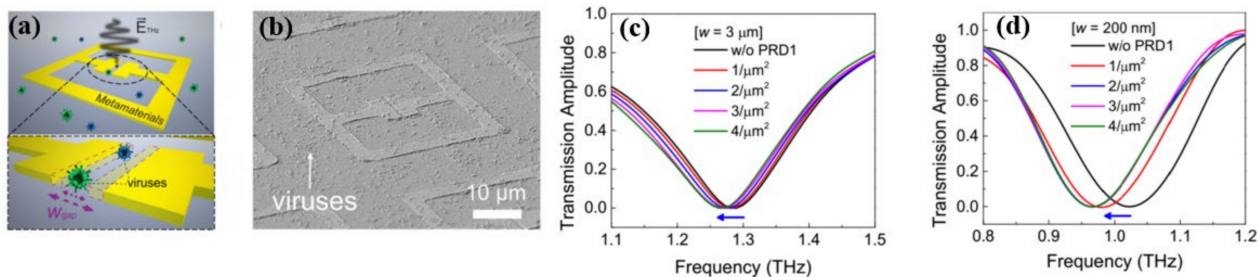 (a)
E⃗THz
Metamaterials
viruses
Wgap
(b)
viruses
10 μm
(c)
Transmission Amplitude
1.0
0.8
0.6
0.4
0.2
0.0
[w = 3 μm]
w/o PRD1
1/μm²
2/μm²
3/μm²
4/μm²
1.1 1.2 1.3 1.4 1.5
Frequency (THz)
(d)
Transmission Amplitude
1.0
0.8
0.6
0.4
0.2
0.0
[w = 200 nm]
w/o PRD1
1/μm²
2/μm²
3/μm²
4/μm²
0.8 0.9 1.0 1.1 1.2
Frequency (THz)